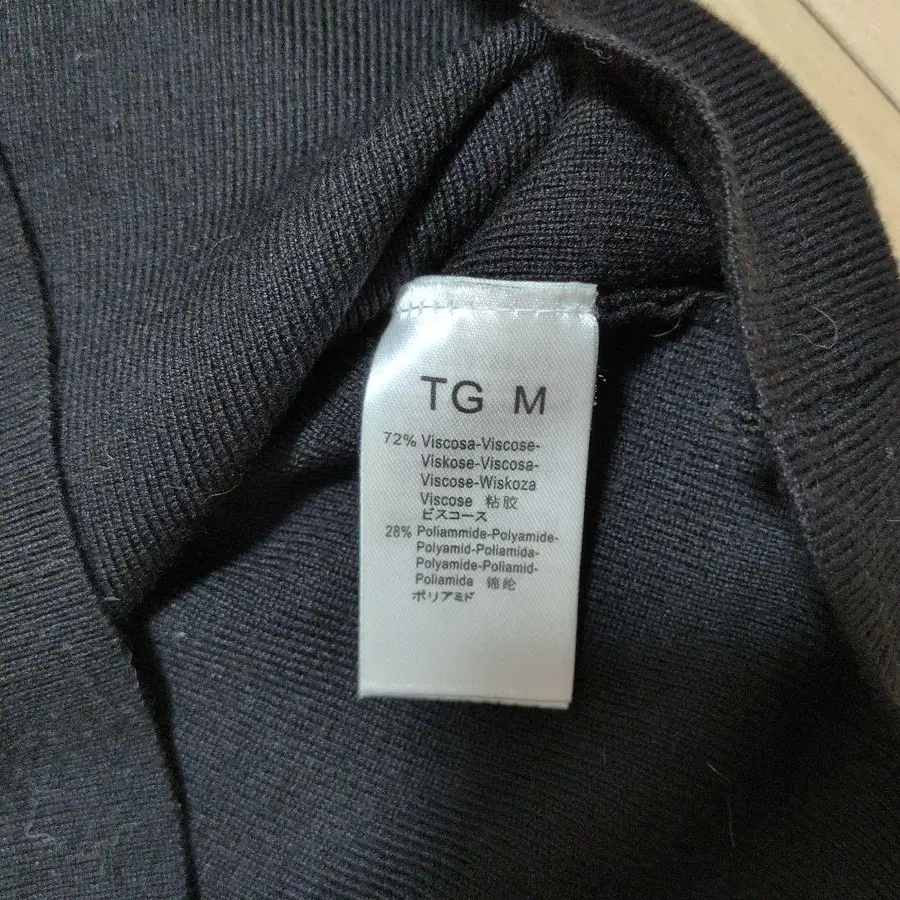 TG M
72% Viscosa-Viscose-
Viskose-Viscosa-
Viscose-Wiskoza
Viscose 粘胶
ビスコース
28% Poliammide-Polyamide-
Polyamid-Poliamida-
Polyamide-Poliamid-
Poliamida 锦纶
ポリアミド